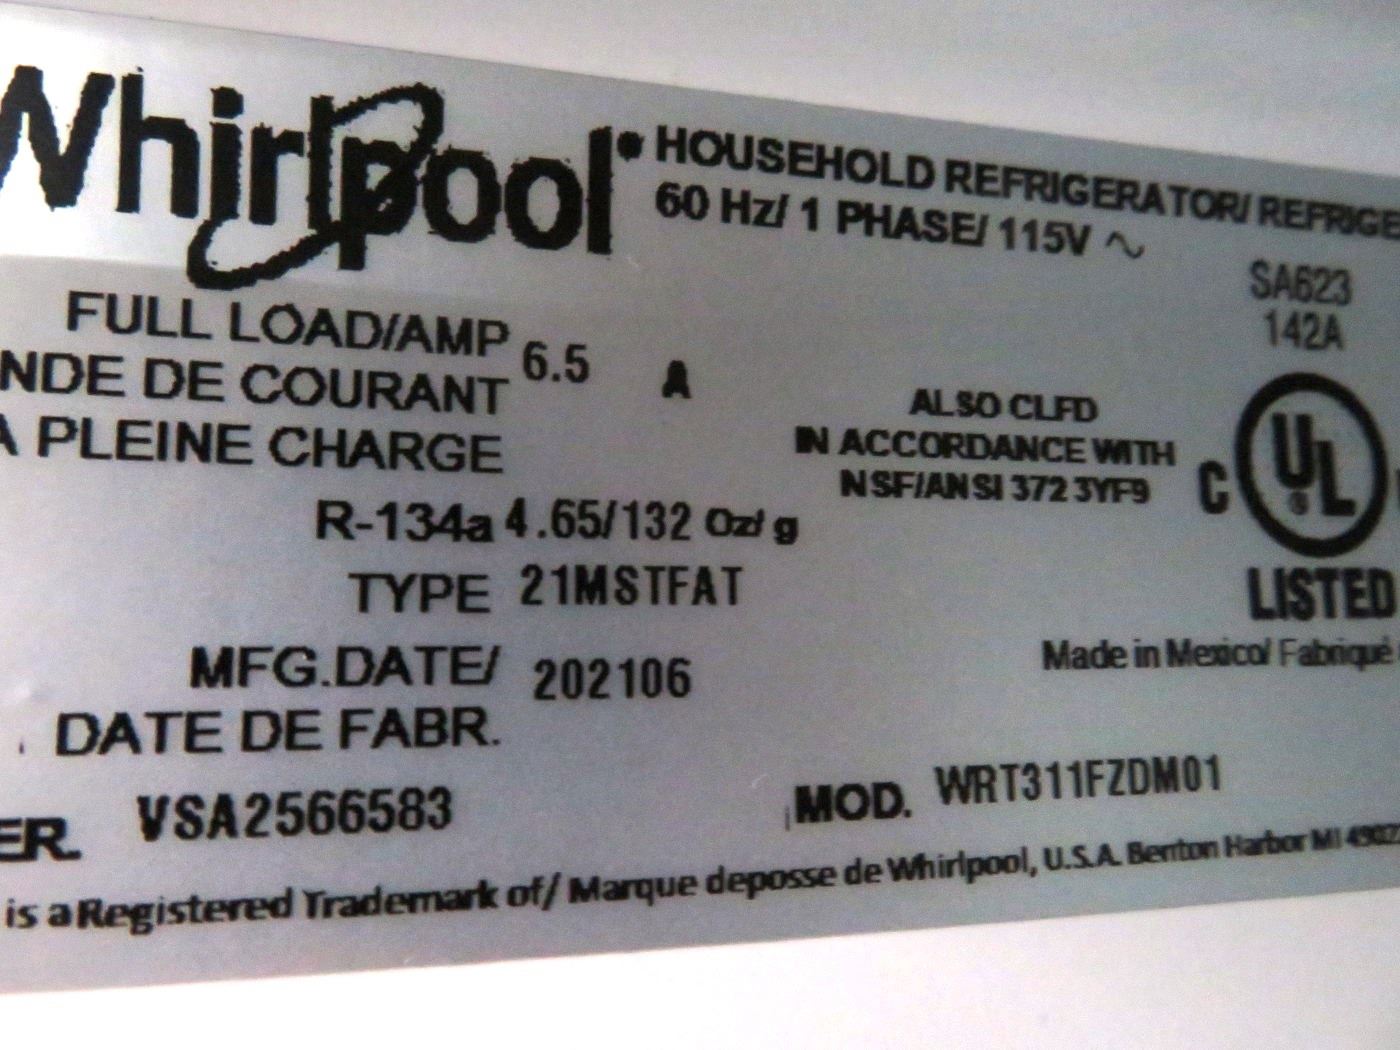 Whirlpool
HOUSEHOLD REFRIGERATOR/ REFRIGE
60 Hz/ 1 PHASE/ 115V ~
SA623
142A
FULL LOAD/AMP 6.5 A
NDE DE COURANT
A PLEINE CHARGE
ALSO CLFD
IN ACCORDANCE WITH
NSF/ANSI 372 3YF9
C UL ®
LISTED
R-134a 4.65/132 Oz/ g
TYPE 21MSTFAT
Made in Mexico/ Fabriqué
MFG.DATE/ 202106
DATE DE FABR.
ER. VSA2566583
MOD. WRT311FZDM01
is a Registered Trademark of/ Marque deposse de Whirlpool, U.S.A. Benton Harbor MI 49022